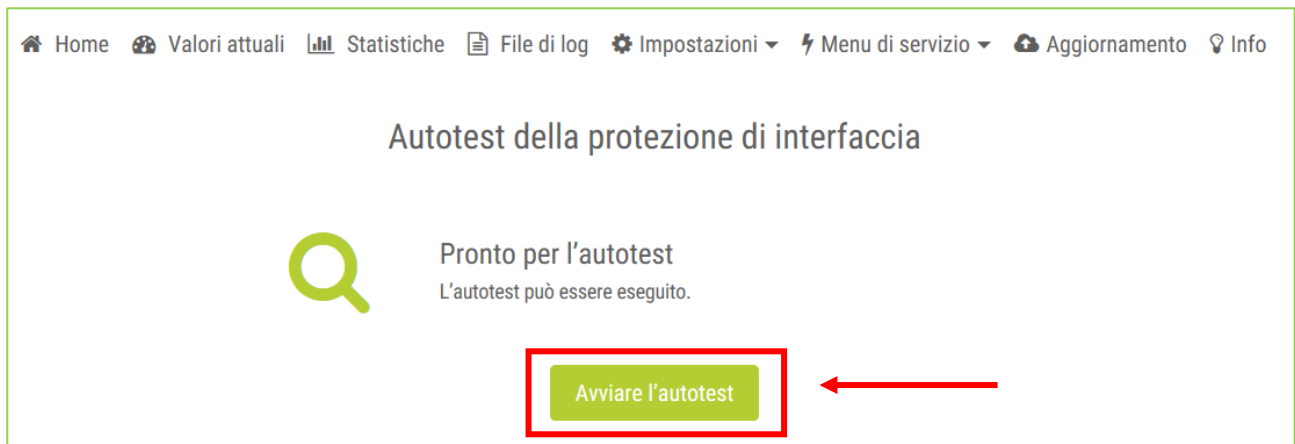 Home Valori attuali Statistiche File di log Impostazioni Menu di servizio Aggiornamento Info
Autotest della protezione di interfaccia
Pronto per l’autotest
L’autotest può essere eseguito.
Avviare l’autotest